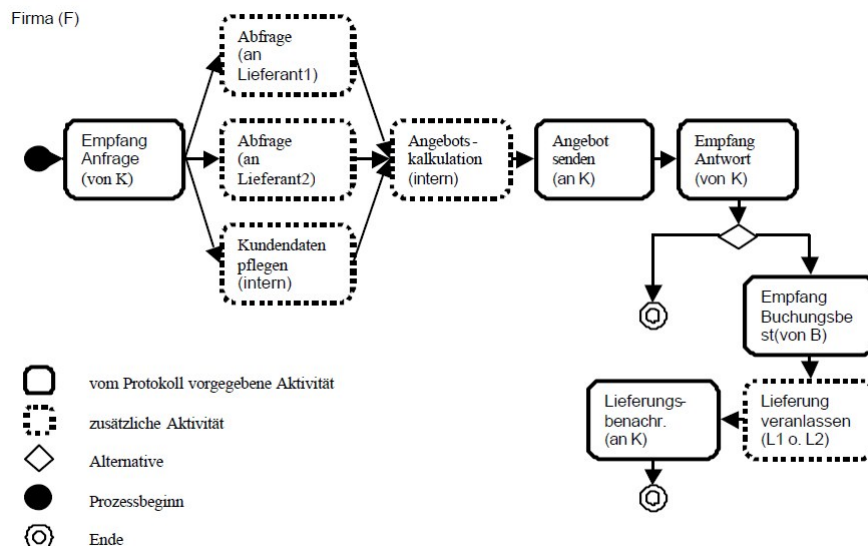 Firma (F)
Abfrage
(an
Lieferant1)
Empfang
Anfrage
(von K)
Abfrage
(an
Lieferant2)
Angebots-
kalkulation
(intern)
Angebot
senden
(an K)
Empfang
Antwort
(von K)
Kundendaten
pflegen
(intern)
Empfang
Buchungsbe
st(von B)
Lieferungs-
benachr.
(an K)
Lieferung
veranlassen
(L1 o. L2)
vom Protokoll vorgegebene Aktivität
zusätzliche Aktivität
Alternative
Prozessbeginn
Ende